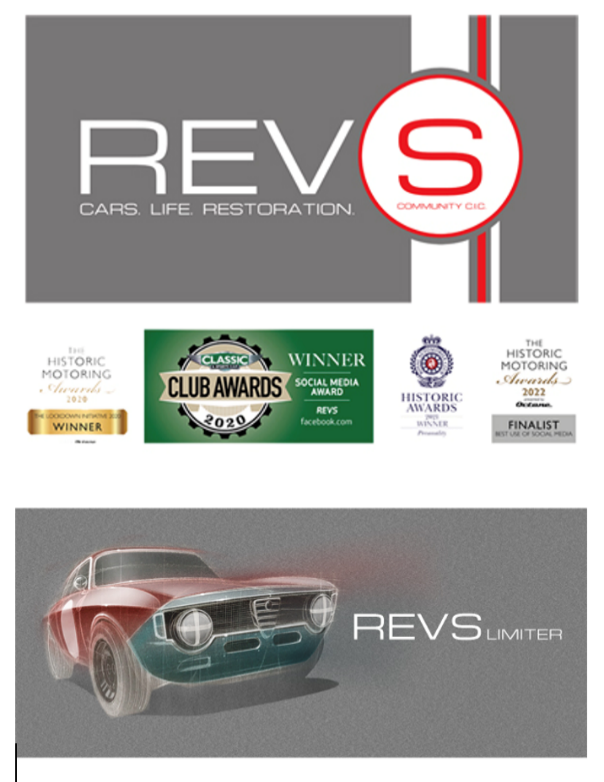 REVS
CARS. LIFE. RESTORATION.
COMMUNITY C.I.C.
THE
HISTORIC
MOTORING
Awards
2020
THE LOCKDOWN INITIATIVE 2020
WINNER
CLASSIC
CLUB AWARDS
2020
WINNER
SOCIAL MEDIA
AWARD
REVS
facebook.com
HISTORIC
AWARDS
WINNER
Personality
THE
HISTORIC
MOTORING
Awards
2022
presented by
Octane
FINALIST
BEST USE OF SOCIAL MEDIA
REVS LIMITER